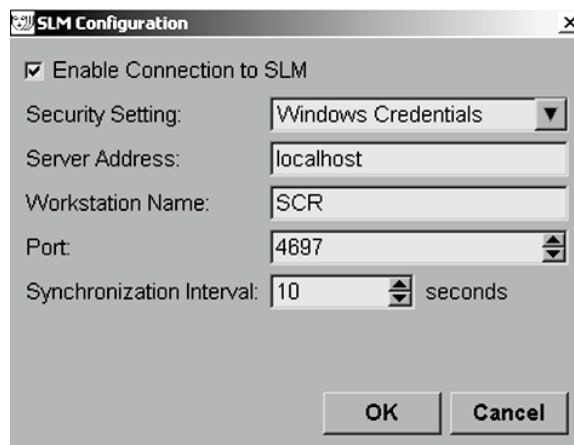 SLM Configuration
Enable Connection to SLM
Security Setting: Windows Credentials
Server Address: localhost
Workstation Name: SCR
Port: 4697
Synchronization Interval: 10 seconds
OK Cancel